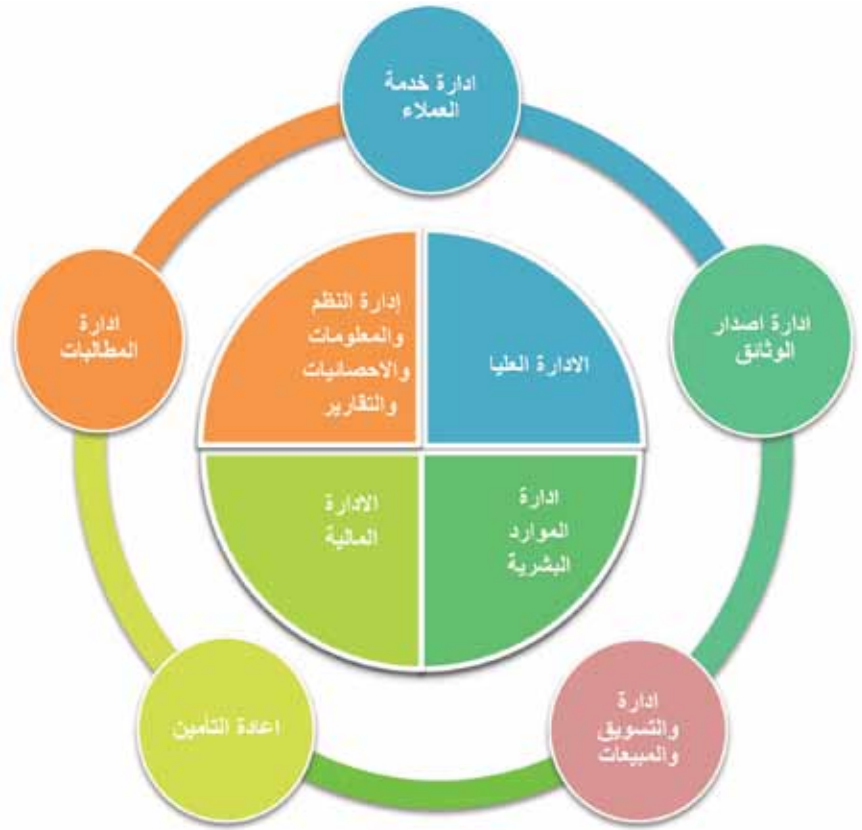 ادارة خدمة
العملاء
ادارة اصدار
الوثائق
ادارة
والتسويق
والمبيعات
اعادة التأمين
ادارة
المطالبات
الادارة العليا
ادارة
الموارد
البشرية
الادارة
المالية
إدارة النظم
والمعلومات
والاحصائيات
والتقارير